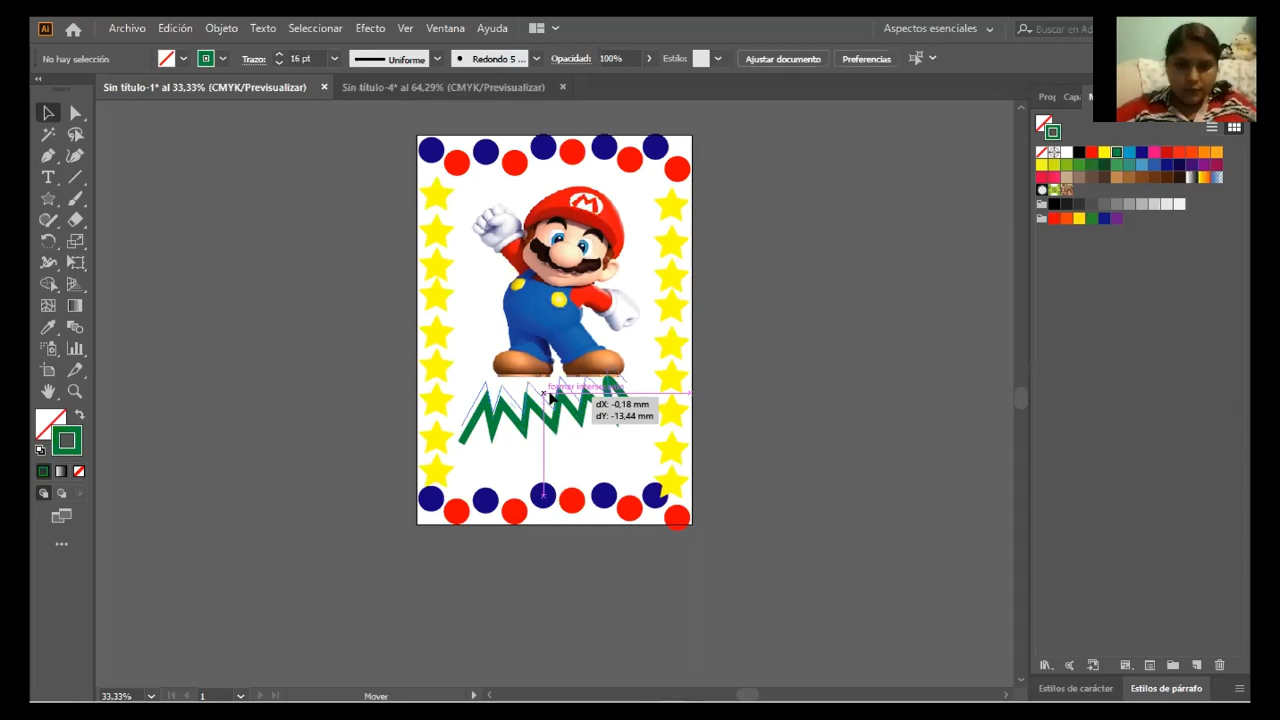 Ai Archivo Edición Objeto Texto Seleccionar Efecto Ver Ventana Ayuda Aspectos esenciales Buscar en Ad
No hay selección Trazo: 16 pt Uniforme Redondo 5 ... Opacidad: 100% Estilo: Ajustar documento Preferencias
Sin título-1* al 33,33% (CMYK/Previsualizar) × Sin título-4* al 64,29% (CMYK/Previsualizar) ×
Prop Cap
M
dX: -0,18 mm
dY: -13,44 mm
Estilos de carácter Estilos de párrafo
33,33% 1 Mover